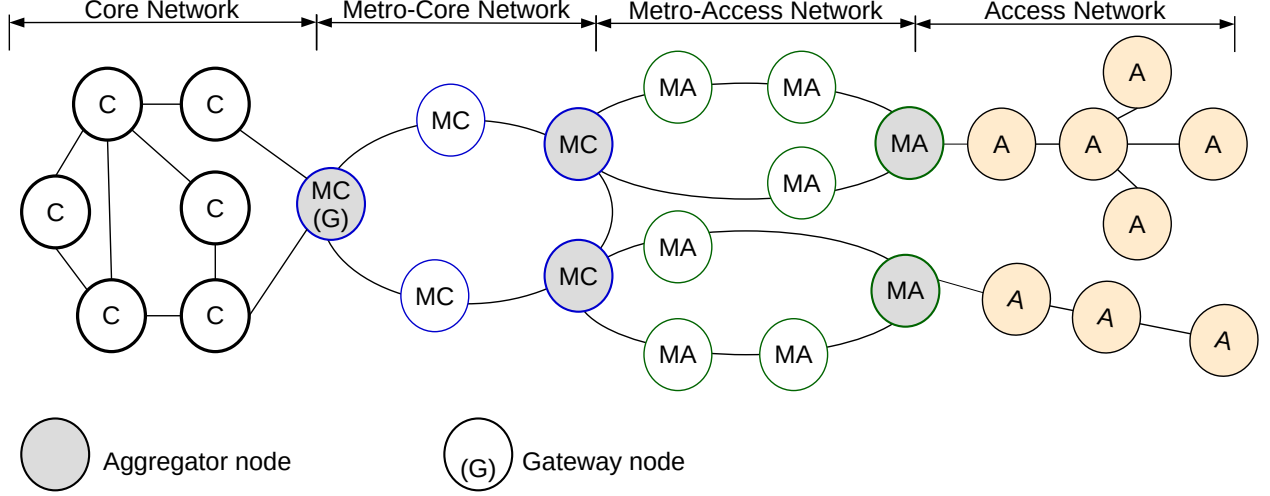 Core Network
Metro-Core Network
Metro-Access Network
Access Network
C
C
C
C
C
C
MC
(G)
MC
MC
MC
MC
MA
MA
MA
MA
MA
MA
MA
MA
A
A
A
A
A
A
A
A
Aggregator node
(G)
Gateway node